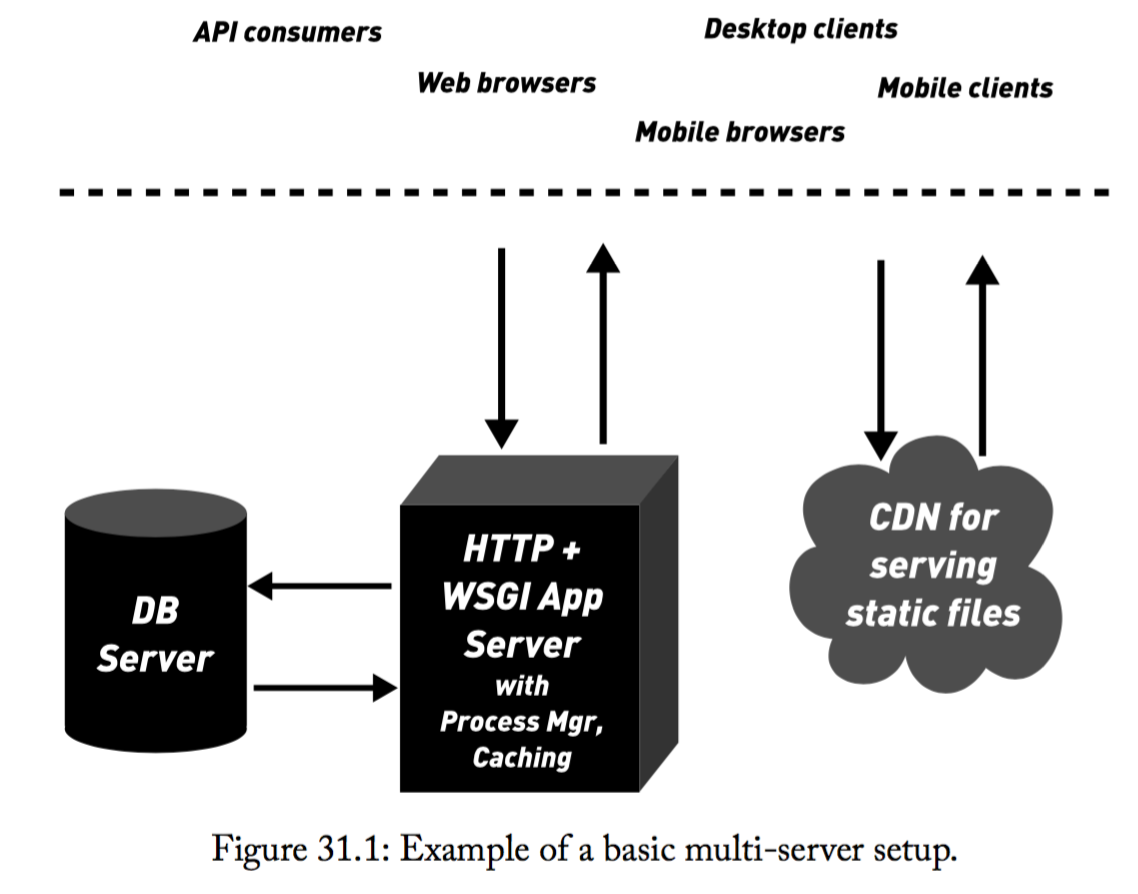 API consumers
Desktop clients
Web browsers
Mobile clients
Mobile browsers
DB
Server
HTTP +
WSGI App
Server
with
Process Mgr,
Caching
CDN for
serving
static files
Figure 31.1: Example of a basic multi-server setup.